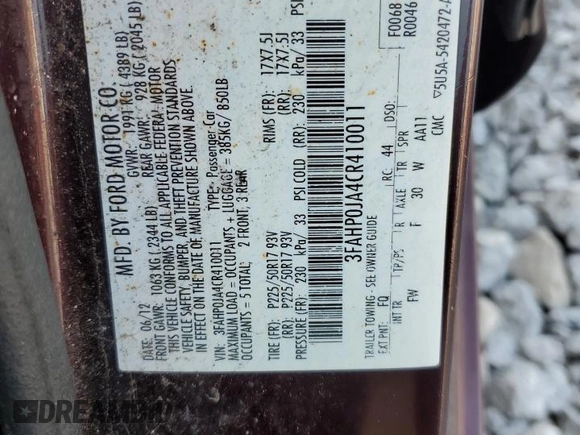 MFD. BY FORD MOTOR CO.
DATE: 06/12 GVWR: 1991 KG (4389 LB)
FRONT GAWR: 1063 KG (2344 LB) REAR GAWR: 928 KG (2045 LB)
THIS VEHICLE CONFORMS TO ALL APPLICABLE FEDERAL MOTOR
VEHICLE SAFETY, BUMPER, AND THEFT PREVENTION STANDARDS
IN EFFECT ON THE DATE OF MANUFACTURE SHOWN ABOVE.
VIN: 3FAHP0JA4CR410011 TYPE: Passenger Car
MAXIMUM LOAD = OCCUPANTS + LUGGAGE = 385KG/ 850LB
OCCUPANTS = 5 TOTAL: 2 FRONT, 3 REAR
TIRE (FR): P225/50R17 93V RIMS (FR): 17X7.5J
(RR): P225/50R17 93V (RR): 17X7.5J
PRESSURE (FR): 230 kPa/ 33 PSI COLD (RR): 230 kPa/ 33 PSI
3FAHP0JA4CR410011
F0068
R0046
TRAILER TOWING - SEE OWNER GUIDE
EXT PNT: FQ RC: 44 DSO:
INT TR TP/PS R AXLE TR SPR
FW F 30 W AA11
CMC 5U5A-5420472-
DREAMBID